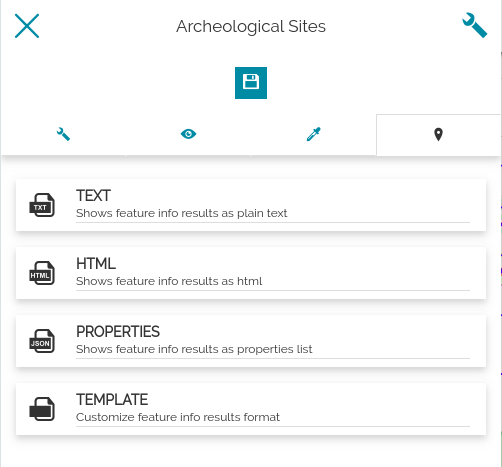 Archeological Sites
TEXT
TXT
Shows feature info results as plain text
HTML
HTML
Shows feature info results as html
PROPERTIES
JSON
Shows feature info results as properties list
TEMPLATE
Customize feature info results format